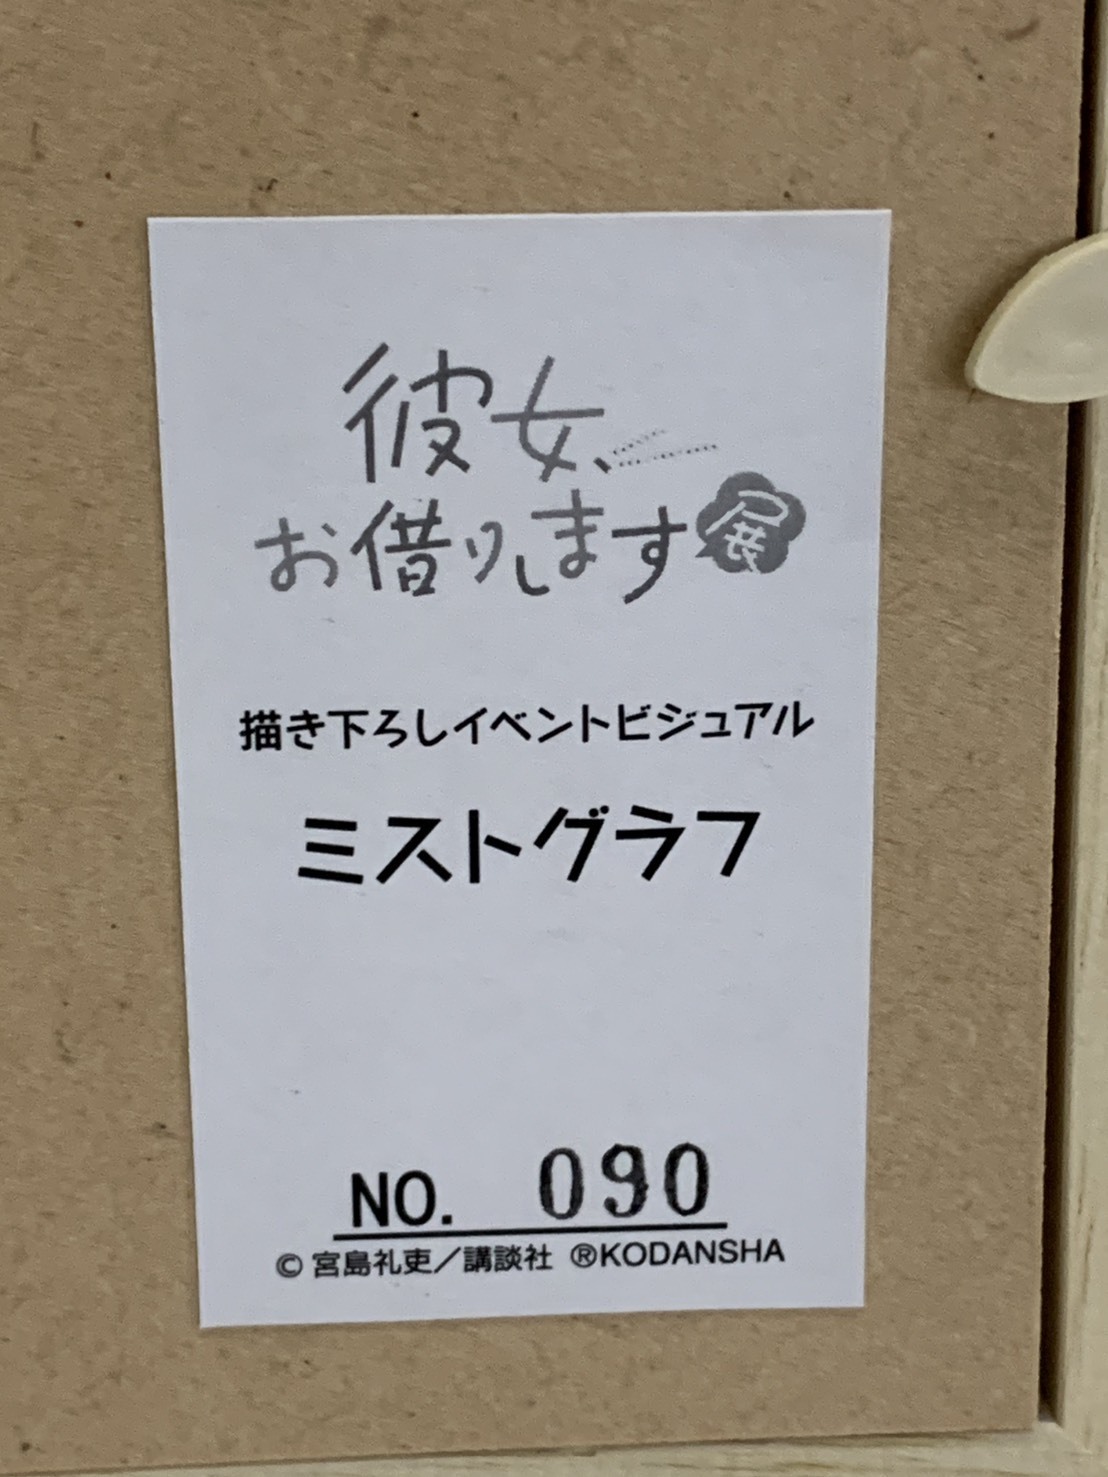 彼女、
お借りします展
描き下ろしイベントビジュアル
ミストグラフ
NO. 090
© 宮島礼吏／講談社 ®KODANSHA